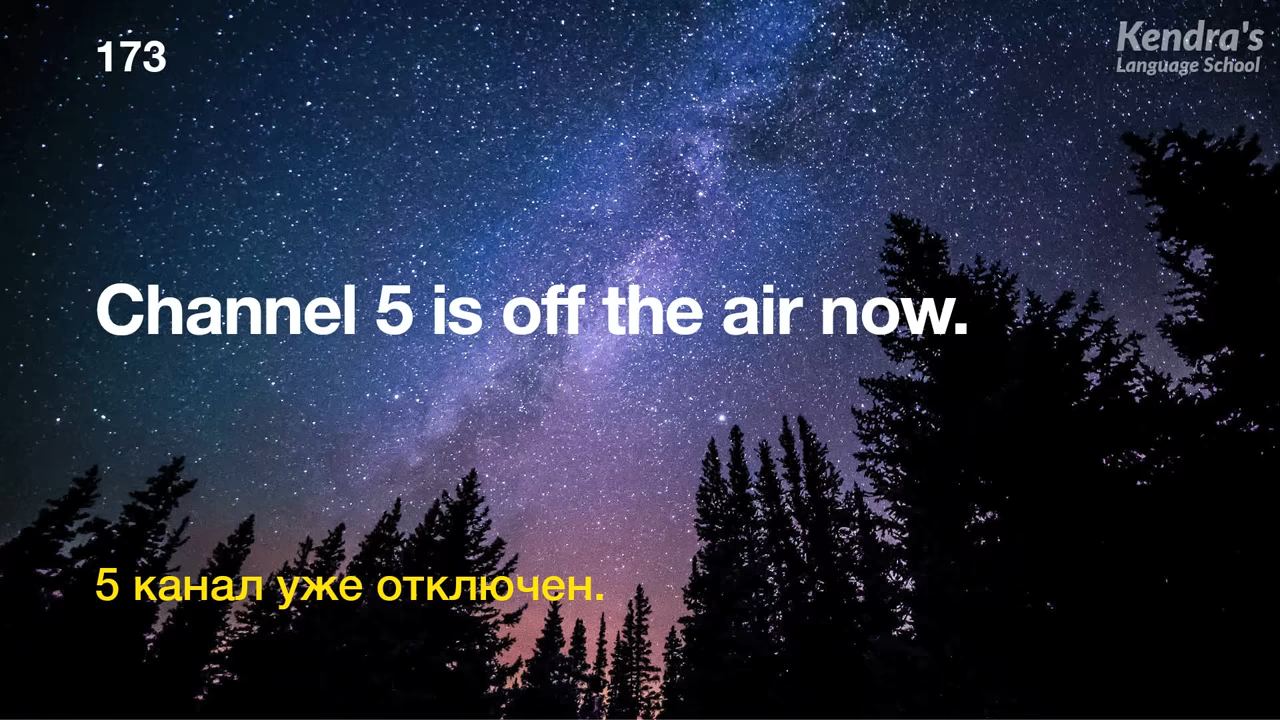 173
Kendra's
Language School
Channel 5 is off the air now.
5 канал уже отключен.